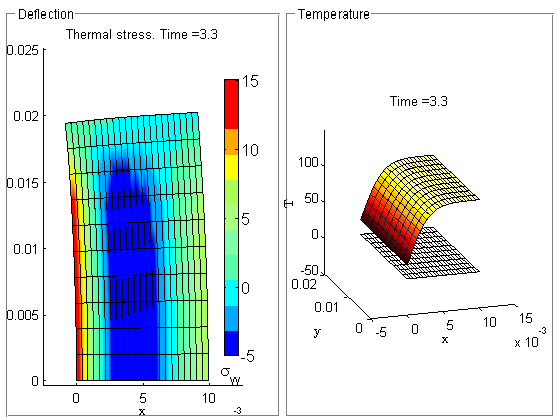 Deflection
Thermal stress. Time =3.3
0.025
0.02
0.015
0.01
0.005
0
0 5 10
x
-3
15
10
5
0
-5
σw
Temperature
Time =3.3
100
50
0
-50
T
0.02
0.01
0
y
-5 0 5 10 15
x
x 10-3